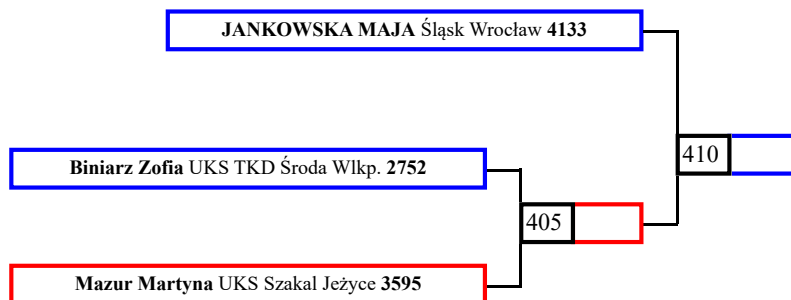 JANKOWSKA MAJA Śląsk Wrocław 4133
410
Biniarz Zofia UKS TKD Środa Wlkp. 2752
405
Mazur Martyna UKS Szakal Jeżyce 3595